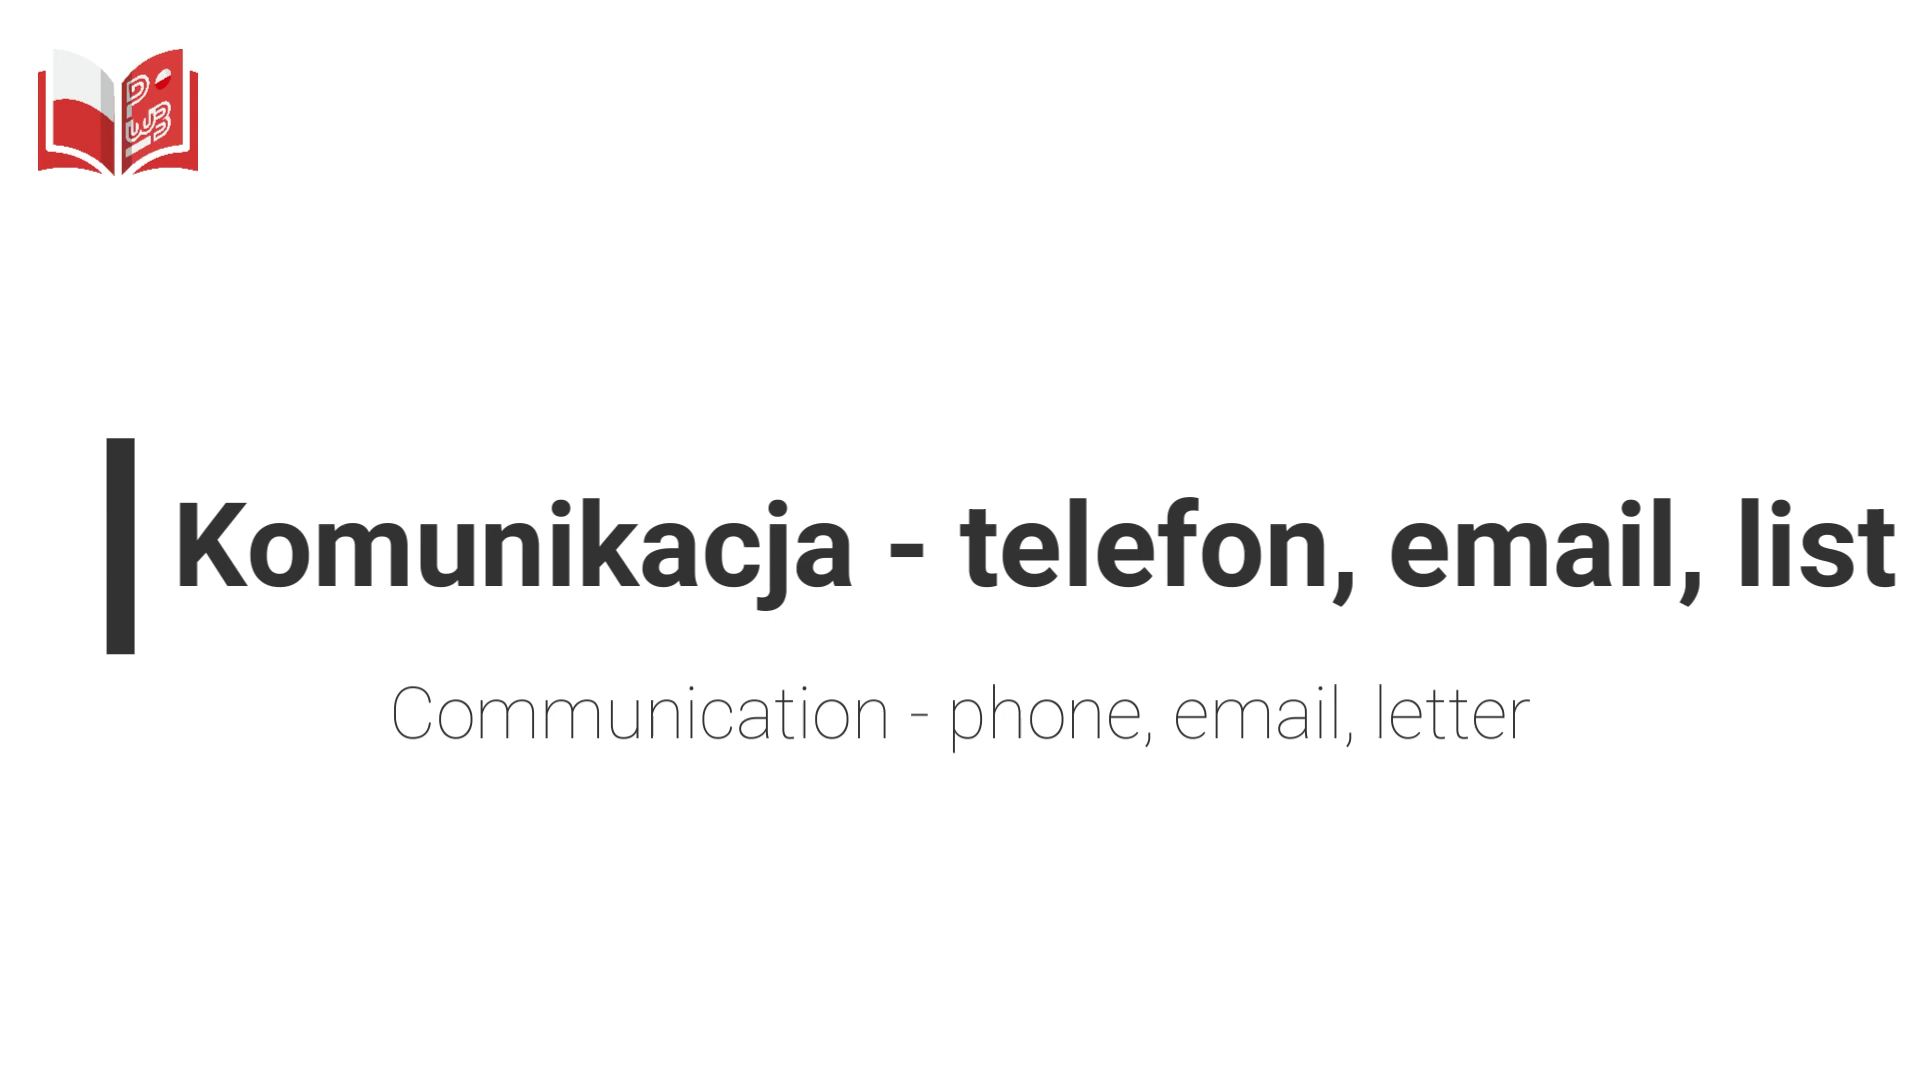 Komunikacja - telefon, email, list
Communication - phone, email, letter